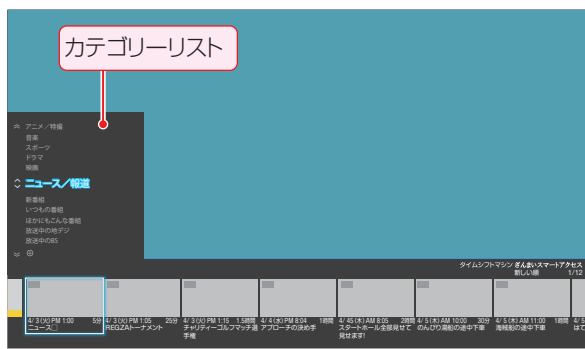 カテゴリーリスト
アニメ／特撮
音楽
スポーツ
ドラマ
映画
ニュース／報道
新番組
いつもの番組
ほかにもこんな番組
放送中の地デジ
放送中のBS
タイムシフトマシン ざんまいスマートアクセス
新しい順 1/12
4/ 3 (火) PM 1:00 5分
ニュース□
4/ 3 (火) PM 1:05 25分
REGZAトーナメント
4/ 3 (火) PM 1:15 1.5時間
チャリティーゴルフマッチ選
手権
4/ 4 (水) PM 8:04 1時間
アプローチの決め手
4/ 45 (木) AM 8:05 2時間
スタートホール全部見せて
見せます!
4/ 5 (木) AM 10:00 30分
のんびり湯船の途中下車
4/ 5 (木) AM 11:00 1時間
海賊船の途中下車
4/ 5
はて